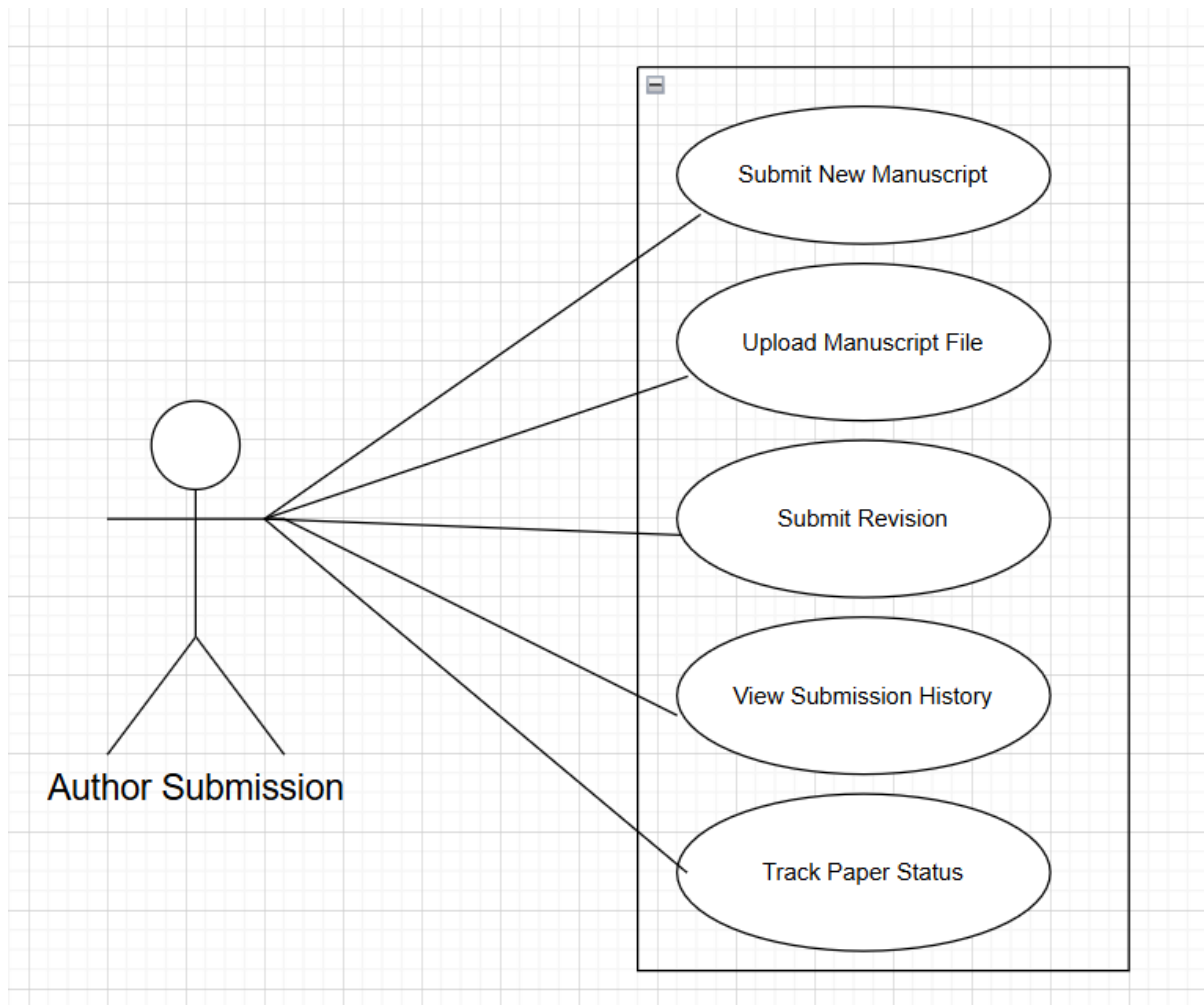 Submit New Manuscript
Upload Manuscript File
Submit Revision
View Submission History
Track Paper Status
Author Submission